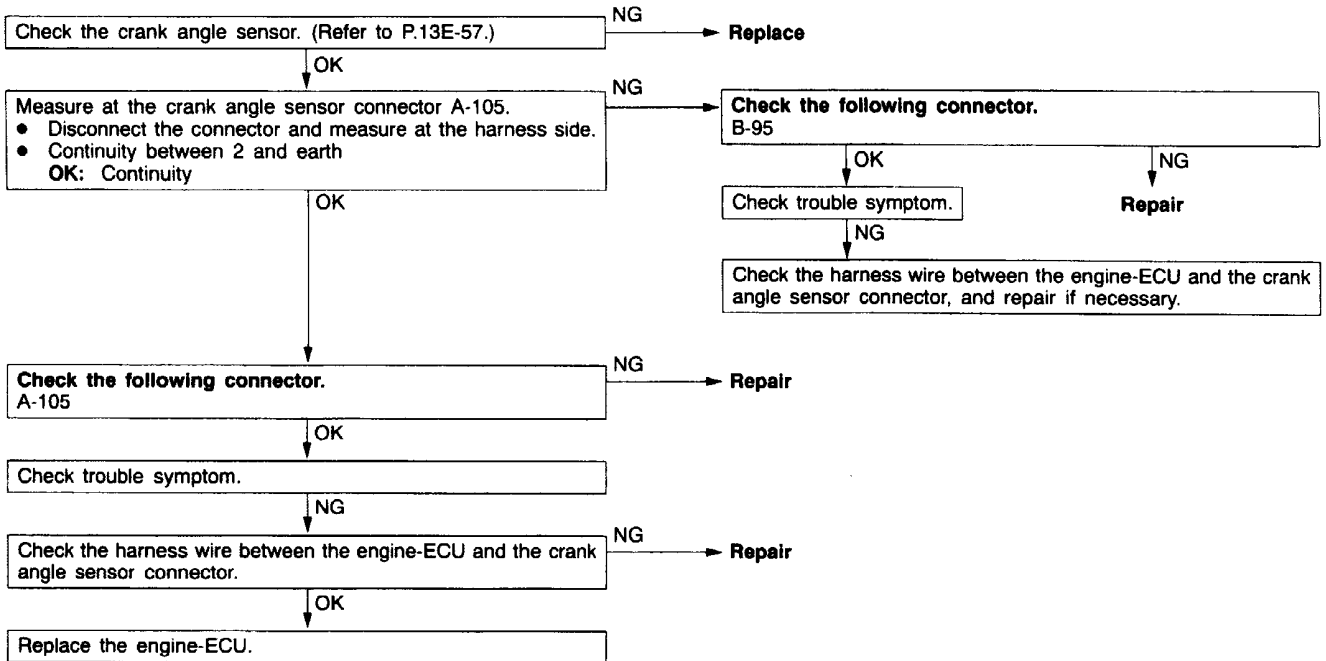 Check the crank angle sensor. (Refer to P.13E-57.)
NG
Replace
OK
Measure at the crank angle sensor connector A-105.
● Disconnect the connector and measure at the harness side.
● Continuity between 2 and earth
OK: Continuity
NG
Check the following connector.
B-95
OK
NG
Check trouble symptom.
Repair
NG
Check the harness wire between the engine-ECU and the crank
angle sensor connector, and repair if necessary.
OK
Check the following connector.
A-105
NG
Repair
OK
Check trouble symptom.
NG
Check the harness wire between the engine-ECU and the crank
angle sensor connector.
NG
Repair
OK
Replace the engine-ECU.